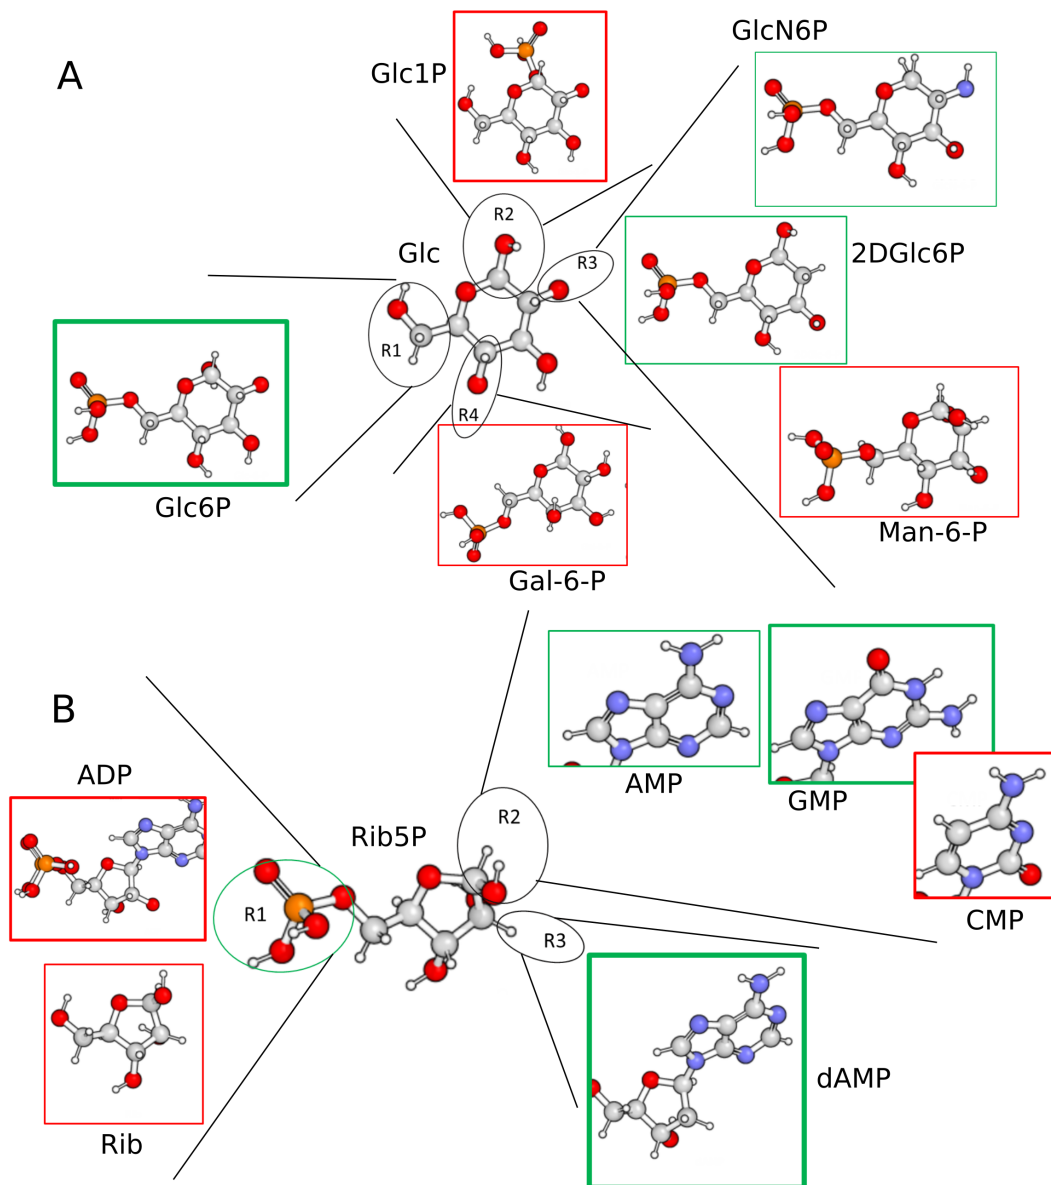 A
Glc1P
GlcN6P
R2
Glc
R3
2DGlc6P
R1
R4
Glc6P
Man-6-P
Gal-6-P
B
ADP
AMP
GMP
R2
Rib5P
R1
CMP
R3
dAMP
Rib